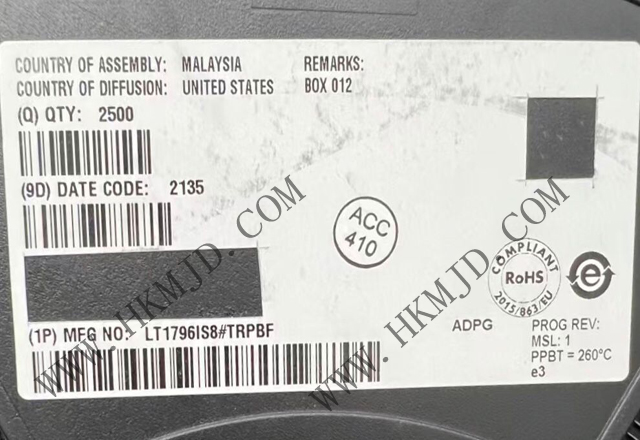 COUNTRY OF ASSEMBLY: MALAYSIA
COUNTRY OF DIFFUSION: UNITED STATES
REMARKS:
BOX 012
(Q) QTY: 2500
(9D) DATE CODE: 2135
ACC
410
COMPLIANT
RoHS
2015/863/EU
e
(1P) MFG NO: LT1796IS8#TRPBF
ADPG
PROG REV:
MSL: 1
PPBT = 260°C
e3
WWW.HKMJD.COM
WWW.HKMJD.COM